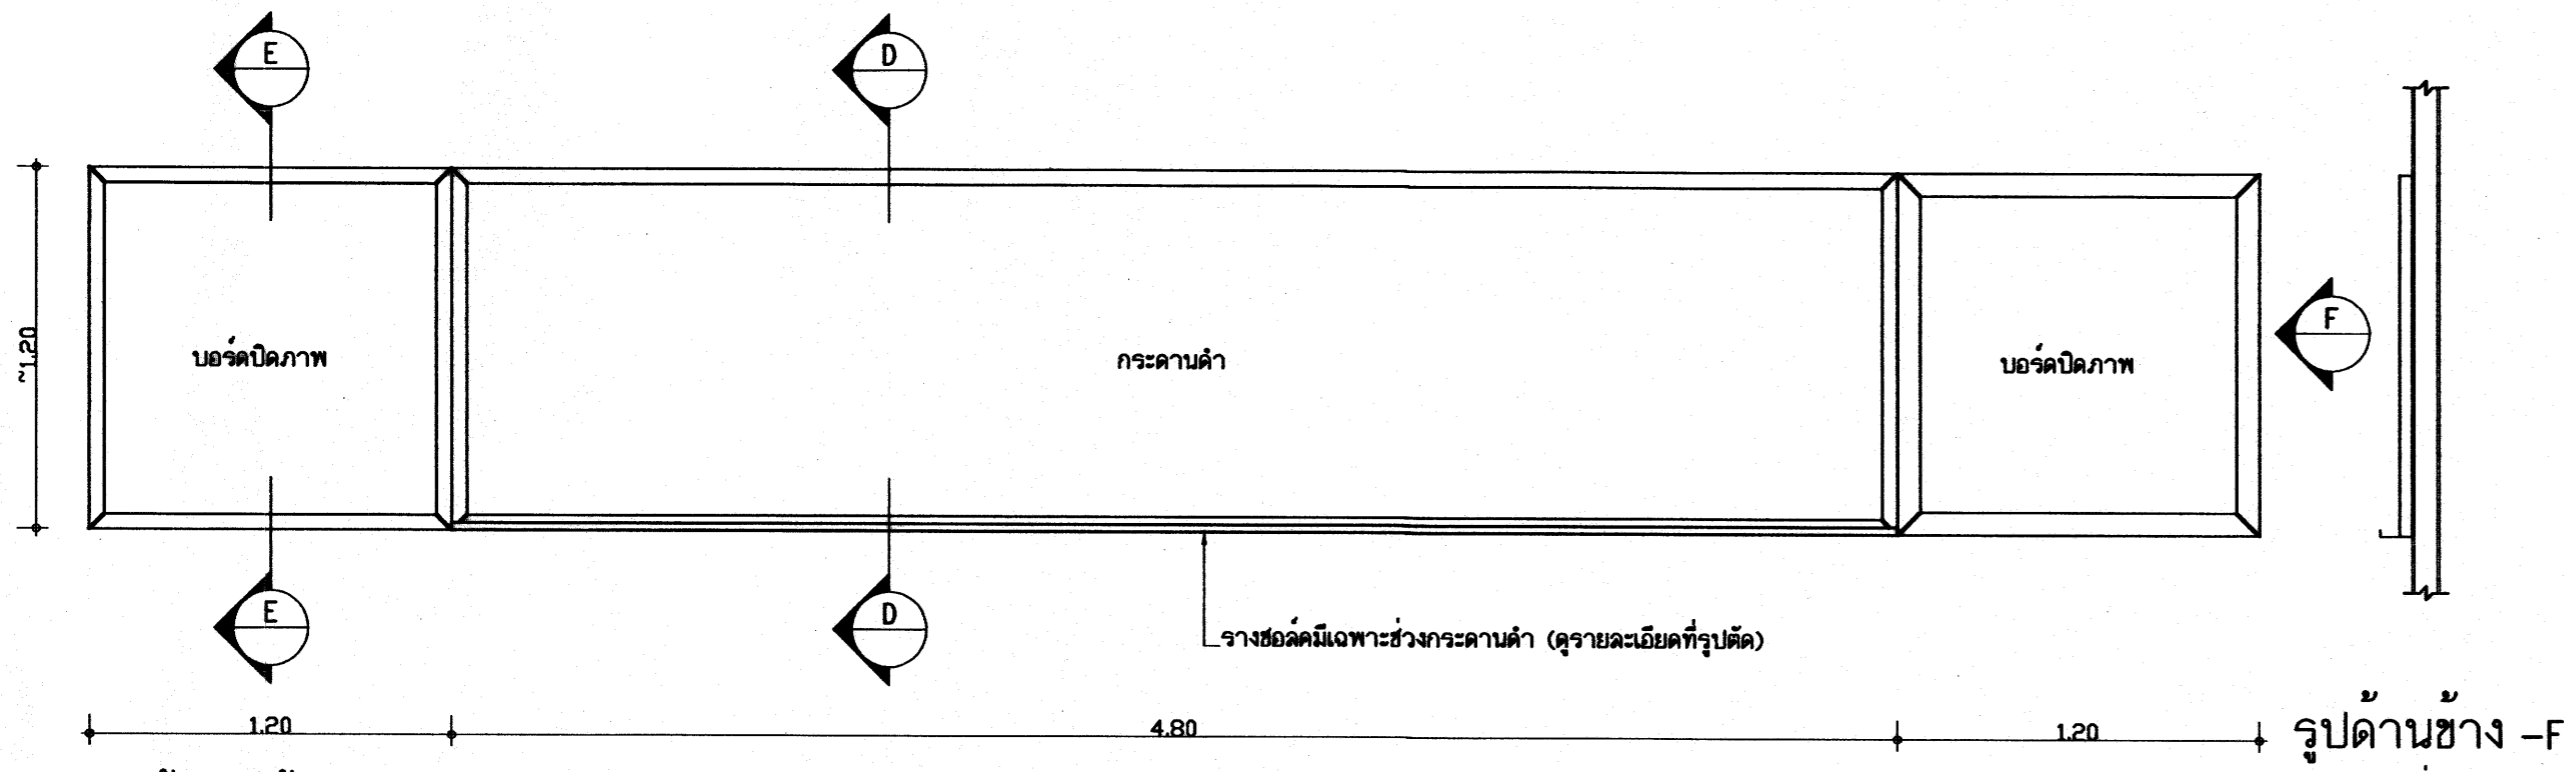 E
D
~1.20
บอร์ดปิดภาพ
กระดานดำ
บอร์ดปิดภาพ
F
รางชอล์คมีเฉพาะช่วงกระดานดำ (ดูรายละเอียดที่รูปตัด)
E
D
1.20
4.80
1.20
รูปด้านข้าง -F